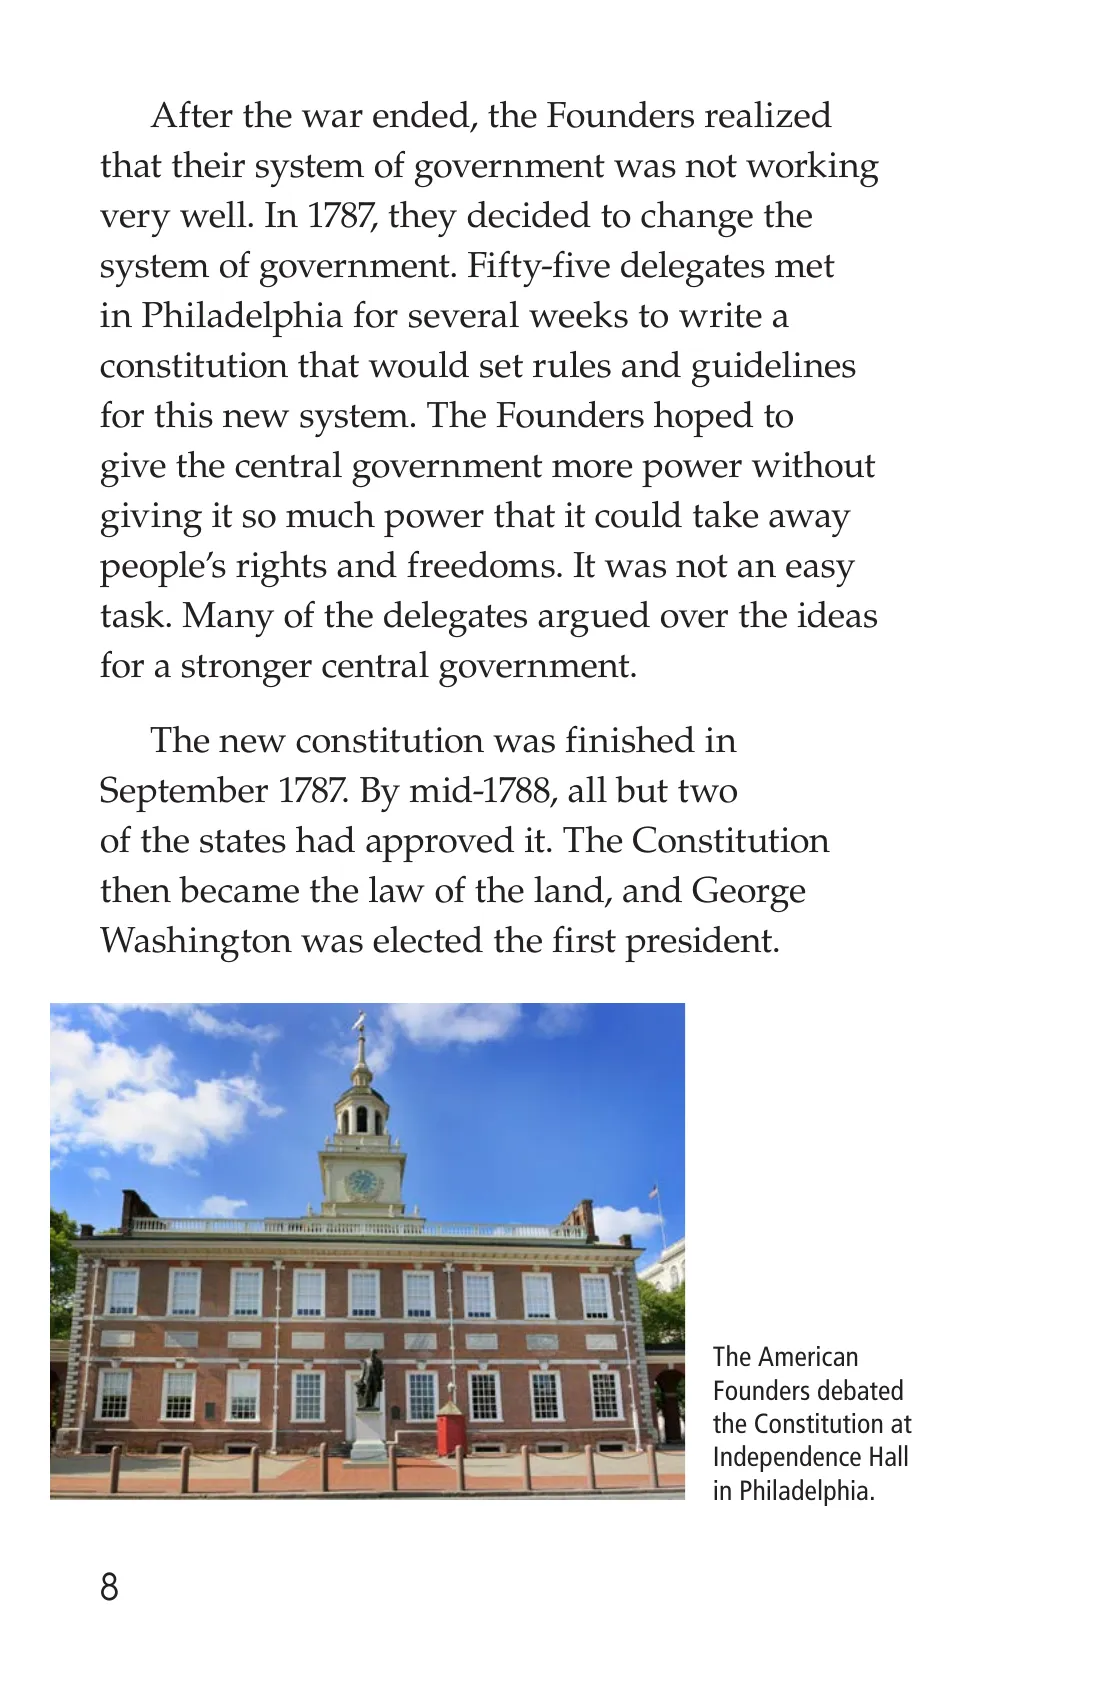 After the war ended, the Founders realized
that their system of government was not working
very well. In 1787, they decided to change the
system of government. Fifty-five delegates met
in Philadelphia for several weeks to write a
constitution that would set rules and guidelines
for this new system. The Founders hoped to
give the central government more power without
giving it so much power that it could take away
people’s rights and freedoms. It was not an easy
task. Many of the delegates argued over the ideas
for a stronger central government.
The new constitution was finished in
September 1787. By mid-1788, all but two
of the states had approved it. The Constitution
then became the law of the land, and George
Washington was elected the first president.
The American
Founders debated
the Constitution at
Independence Hall
in Philadelphia.
8